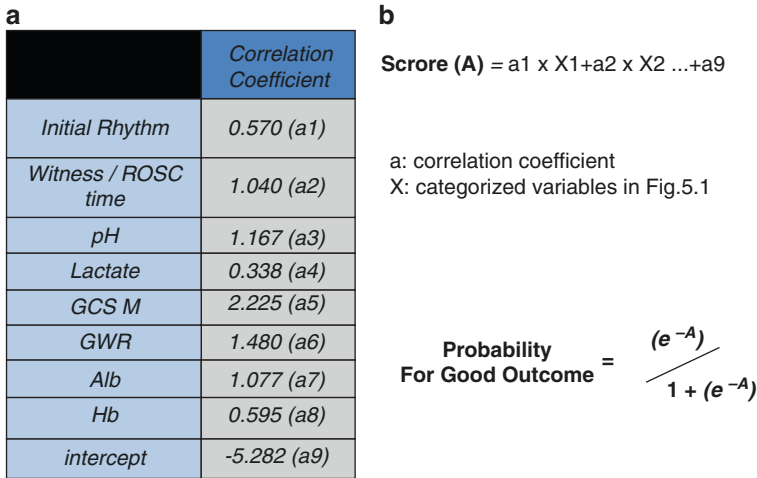 a
Correlation
Coefficient
Initial Rhythm 0.570 (a1)
Witness / ROSC
time
1.040 (a2)
pH 1.167 (a3)
Lactate 0.338 (a4)
GCS M 2.225 (a5)
GWR 1.480 (a6)
Alb 1.077 (a7)
Hb 0.595 (a8)
intercept -5.282 (a9)
b
Scrore (A) = a1 x X1+a2 x X2 ...+a9
a: correlation coefficient
X: categorized variables in Fig.5.1
Probability
For Good Outcome =
(e –A)
1 + (e –A)